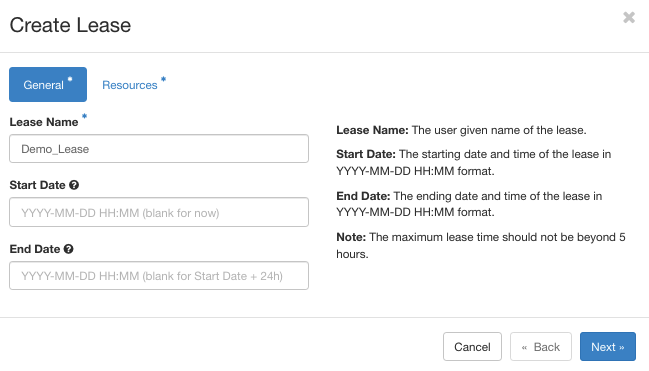 Create Lease
×
General *
Resources *
Lease Name *
Demo_Lease
Start Date ?
YYYY-MM-DD HH:MM (blank for now)
End Date ?
YYYY-MM-DD HH:MM (blank for Start Date + 24h)
Lease Name: The user given name of the lease.
Start Date: The starting date and time of the lease in
YYYY-MM-DD HH:MM format.
End Date: The ending date and time of the lease in
YYYY-MM-DD HH:MM format.
Note: The maximum lease time should not be beyond 5
hours.
Cancel
« Back
Next »